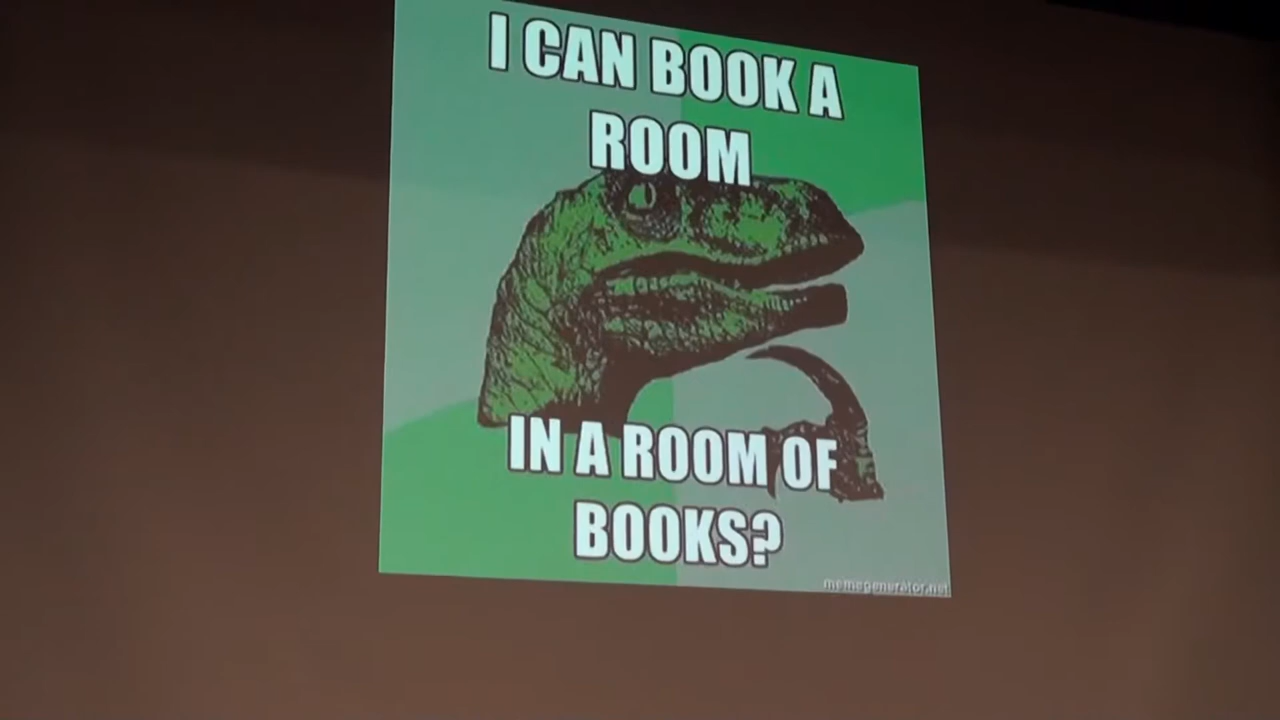 I CAN BOOK A
ROOM
IN A ROOM OF
BOOKS?
memegenerator.net